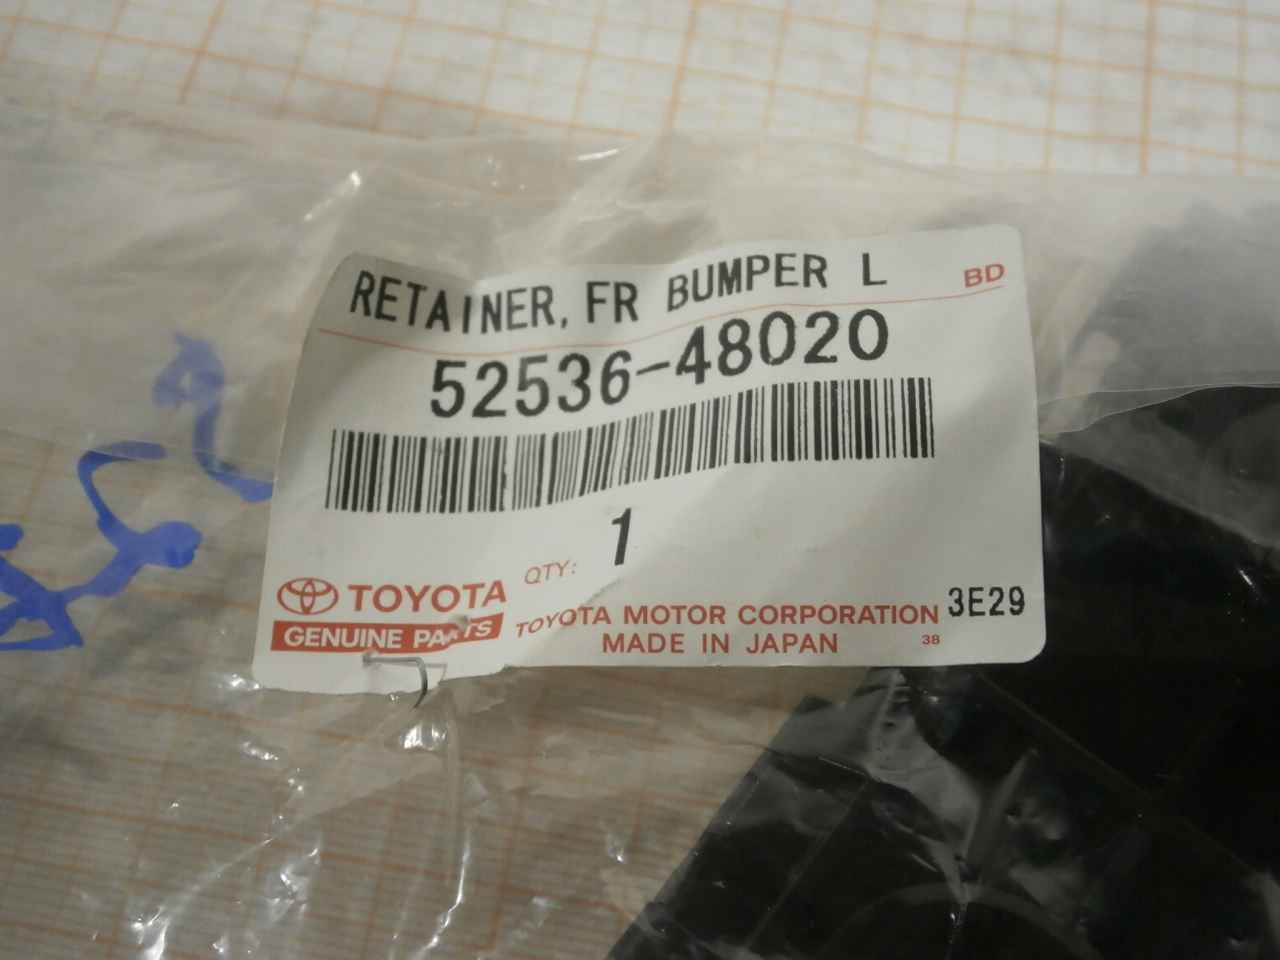 RETAINER, FR BUMPER L BD
52536-48020
QTY: 1
TOYOTA
GENUINE PARTS
TOYOTA MOTOR CORPORATION 3E29
MADE IN JAPAN 38